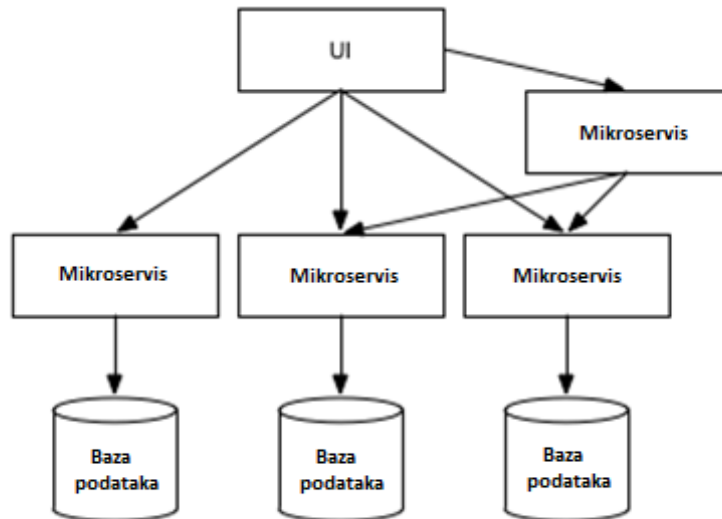 UI
Mikroservis
Mikroservis
Mikroservis
Mikroservis
Baza
podataka
Baza
podataka
Baza
podataka